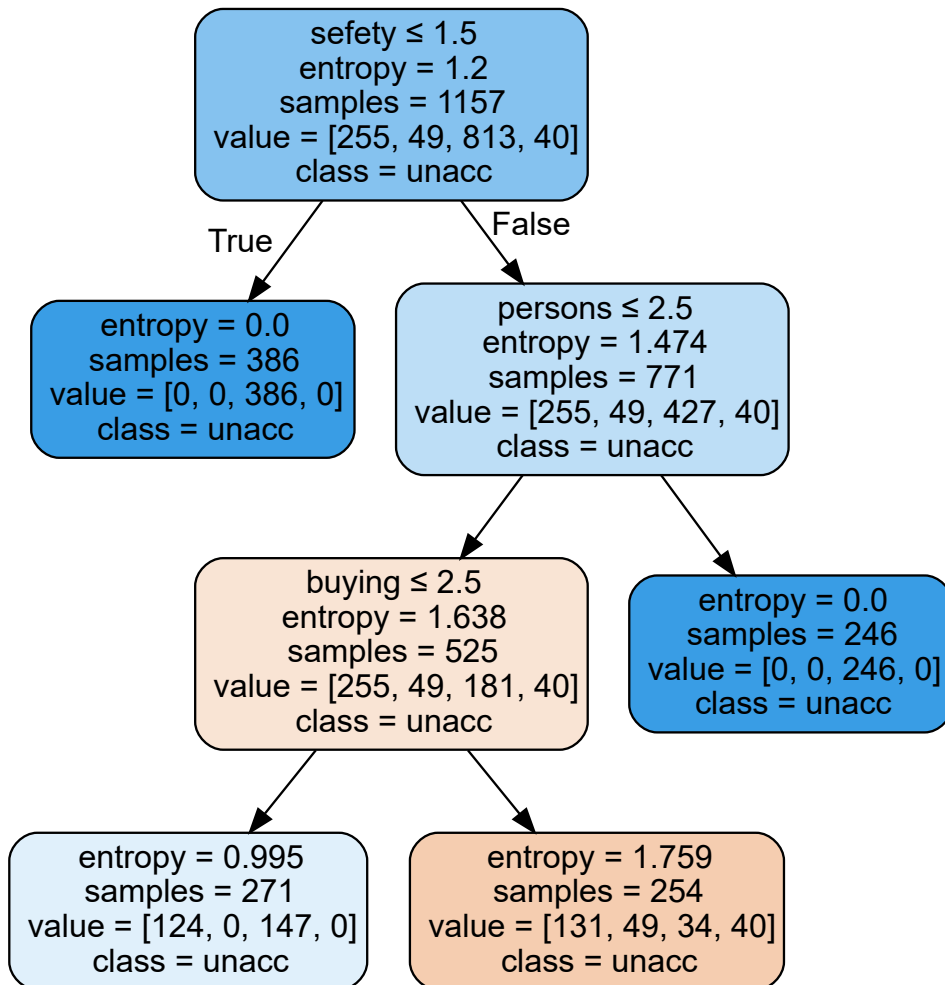 sefety ≤ 1.5
entropy = 1.2
samples = 1157
value = [255, 49, 813, 40]
class = unacc
True
False
entropy = 0.0
samples = 386
value = [0, 0, 386, 0]
class = unacc
persons ≤ 2.5
entropy = 1.474
samples = 771
value = [255, 49, 427, 40]
class = unacc
buying ≤ 2.5
entropy = 1.638
samples = 525
value = [255, 49, 181, 40]
class = unacc
entropy = 0.0
samples = 246
value = [0, 0, 246, 0]
class = unacc
entropy = 0.995
samples = 271
value = [124, 0, 147, 0]
class = unacc
entropy = 1.759
samples = 254
value = [131, 49, 34, 40]
class = unacc